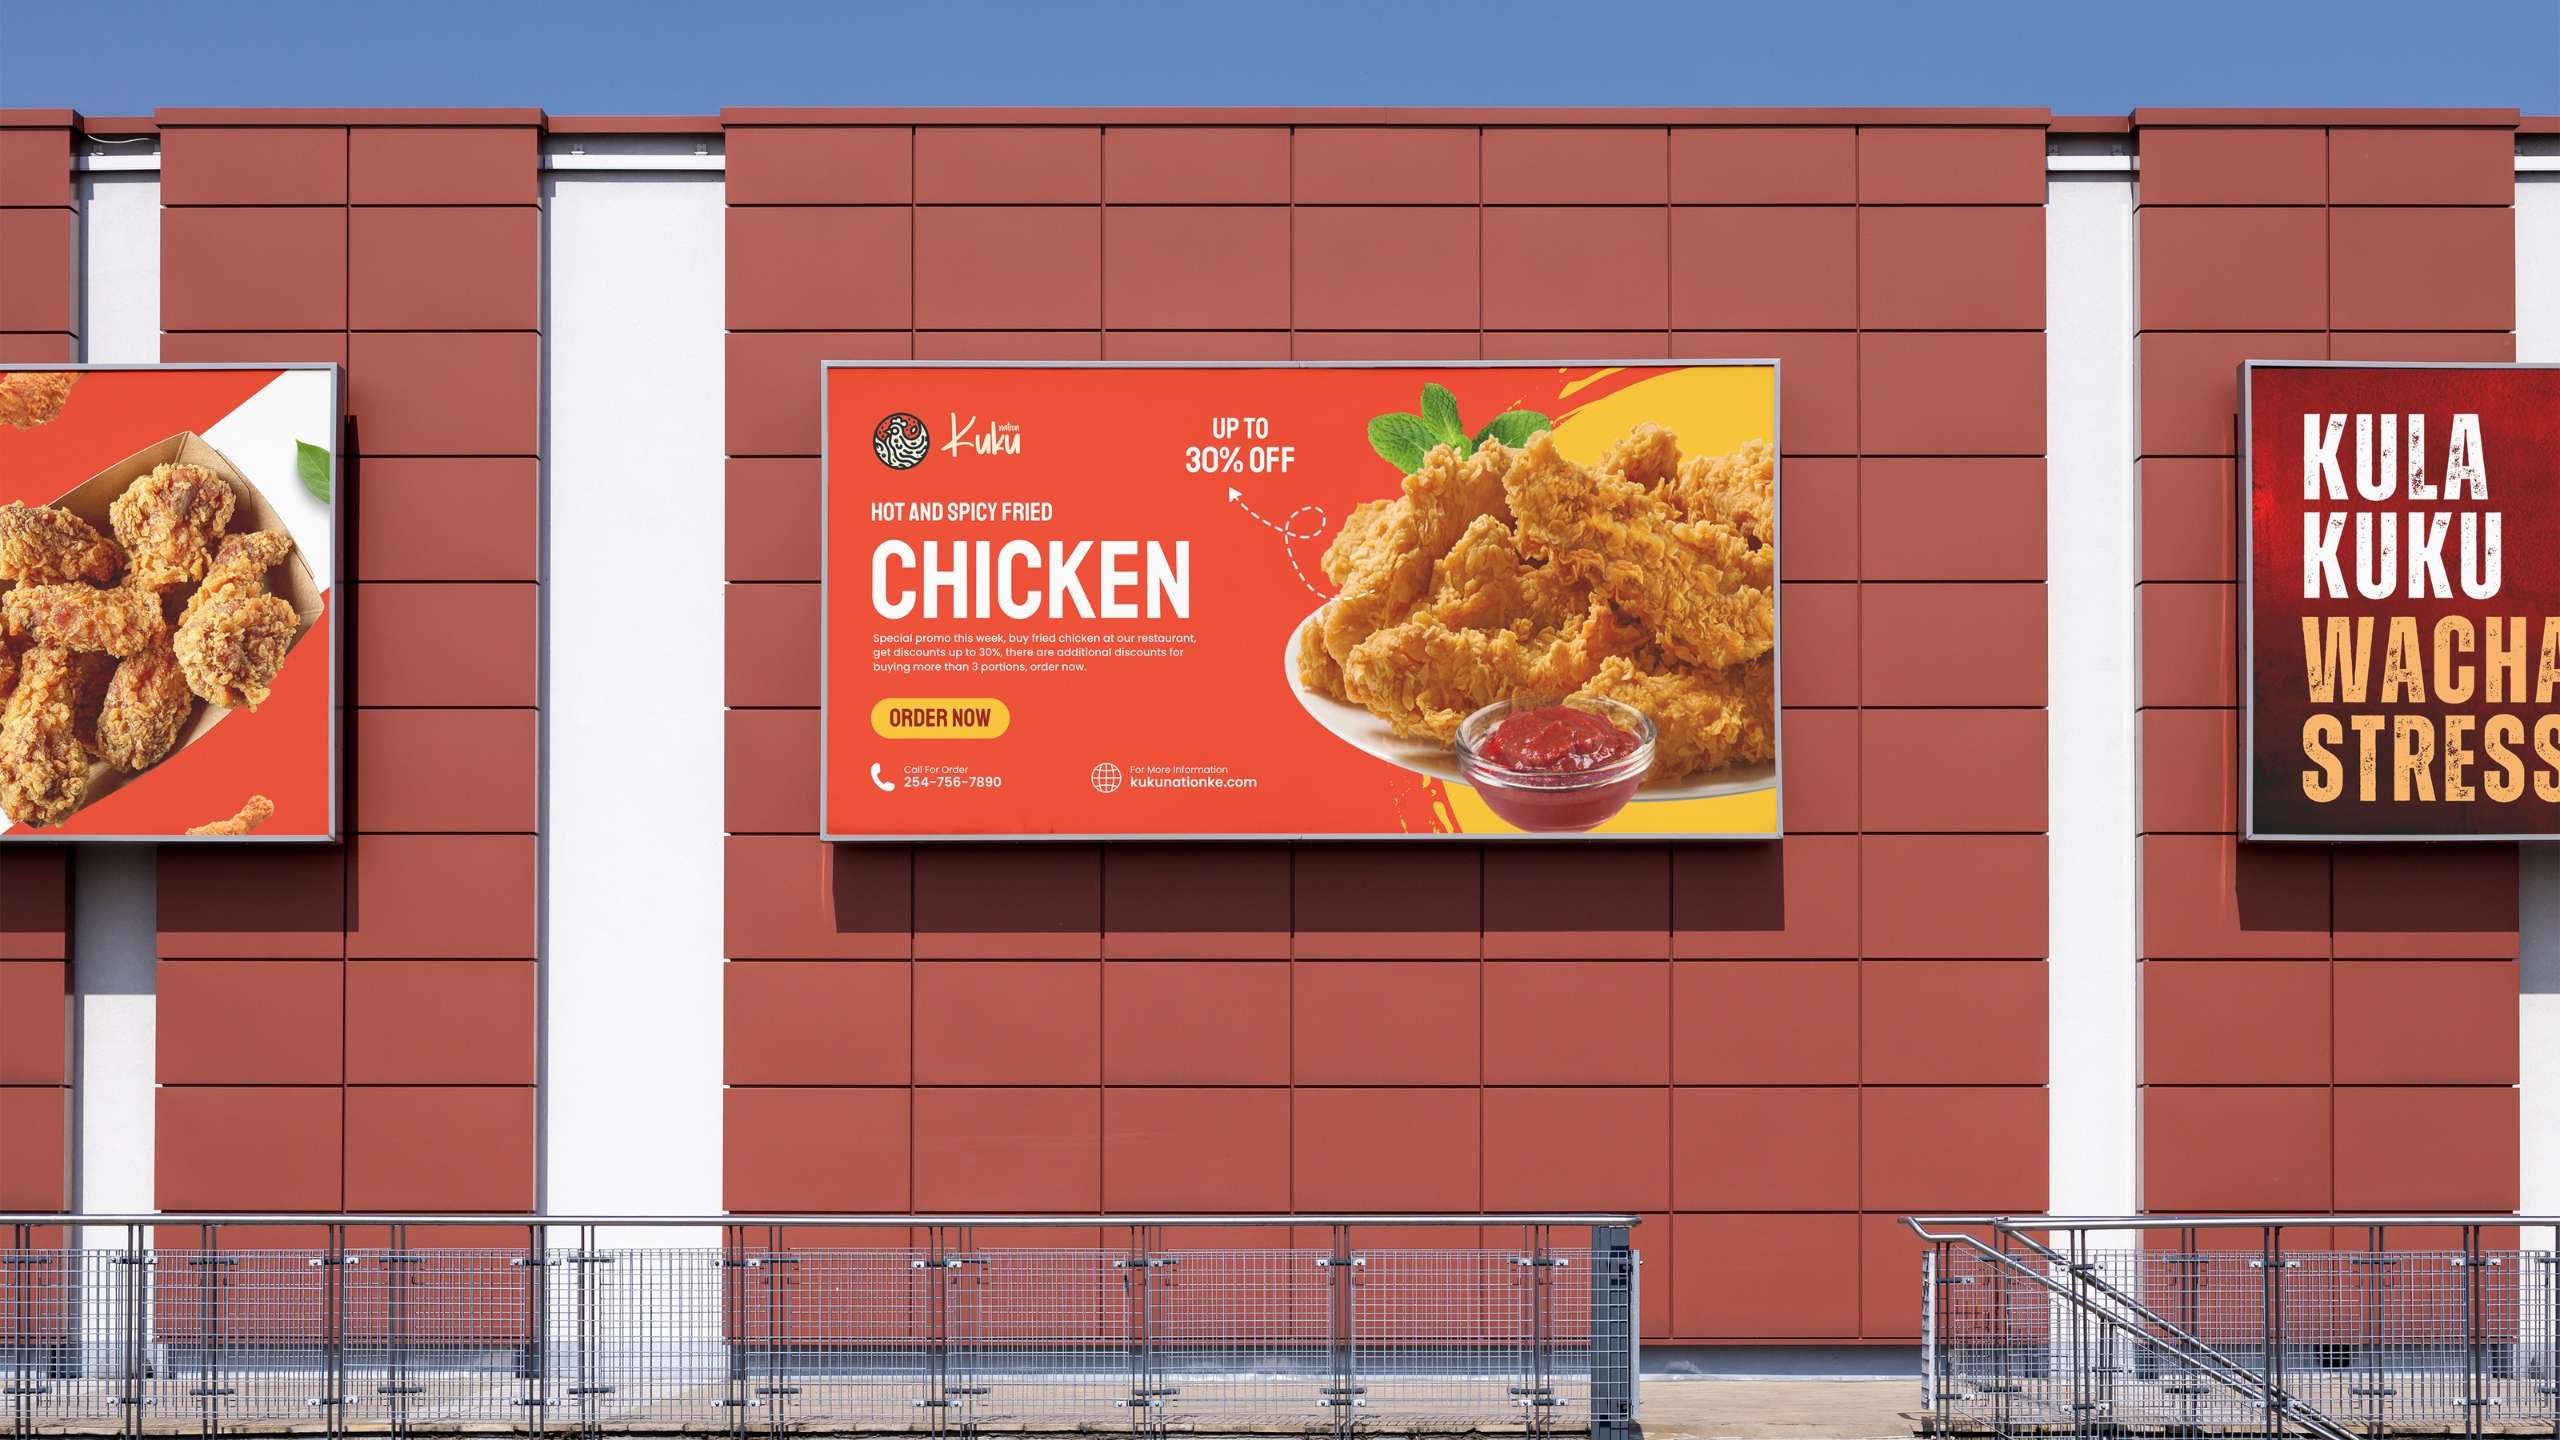 Kuku nation
UP TO
30% OFF
HOT AND SPICY FRIED
CHICKEN
Special promo this week, buy fried chicken at our restaurant,
get discounts up to 30%, there are additional discounts for
buying more than 3 portions, order now.
ORDER NOW
Call For Order
254-756-7890
For More Information
kukunationke.com
KULA
KUKU
WACHA
STRESS